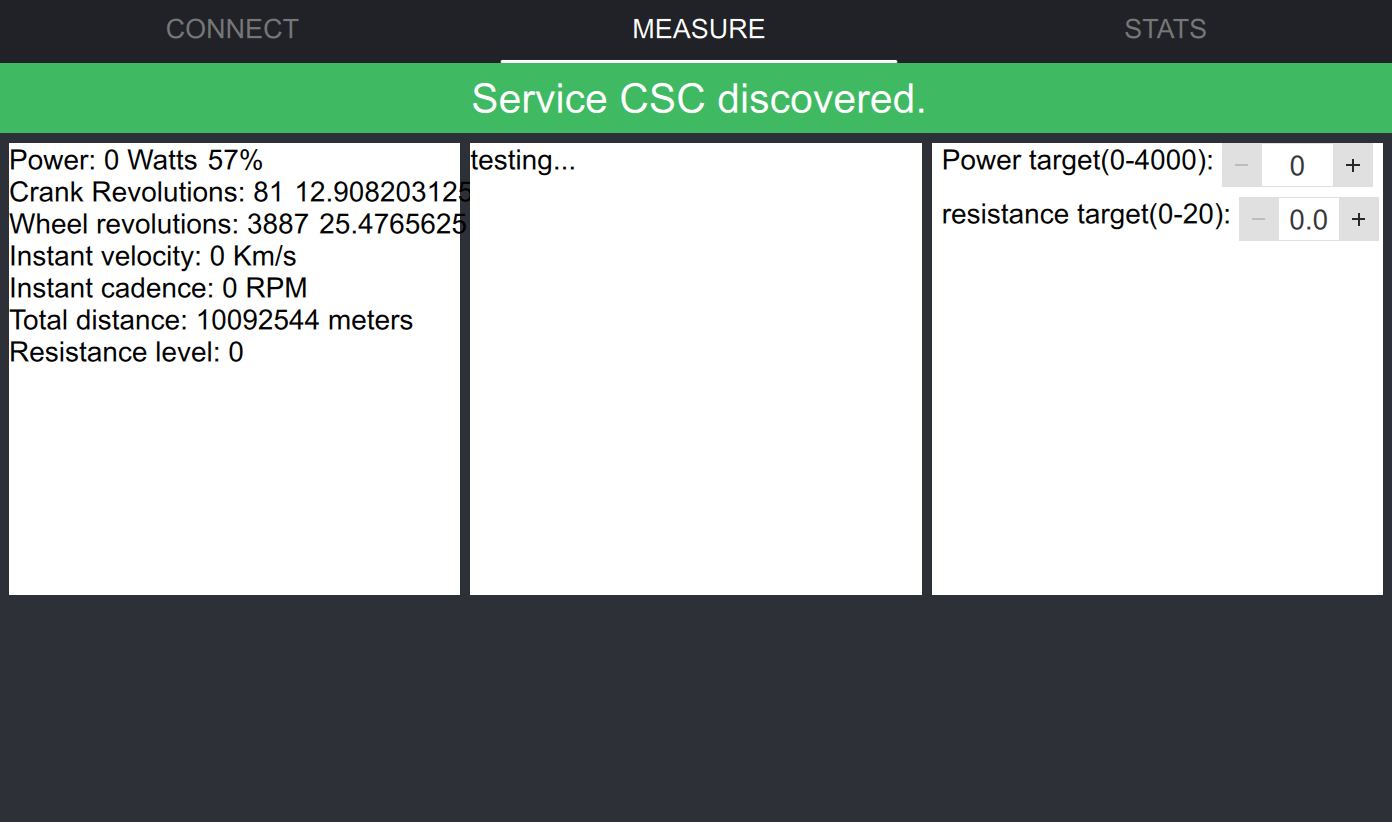 CONNECT MEASURE STATS
Service CSC discovered.
Power: 0 Watts 57%
Crank Revolutions: 81 12.908203125
Wheel revolutions: 3887 25.4765625
Instant velocity: 0 Km/s
Instant cadence: 0 RPM
Total distance: 10092544 meters
Resistance level: 0
testing...
Power target(0-4000): − 0 +
resistance target(0-20): − 0.0 +